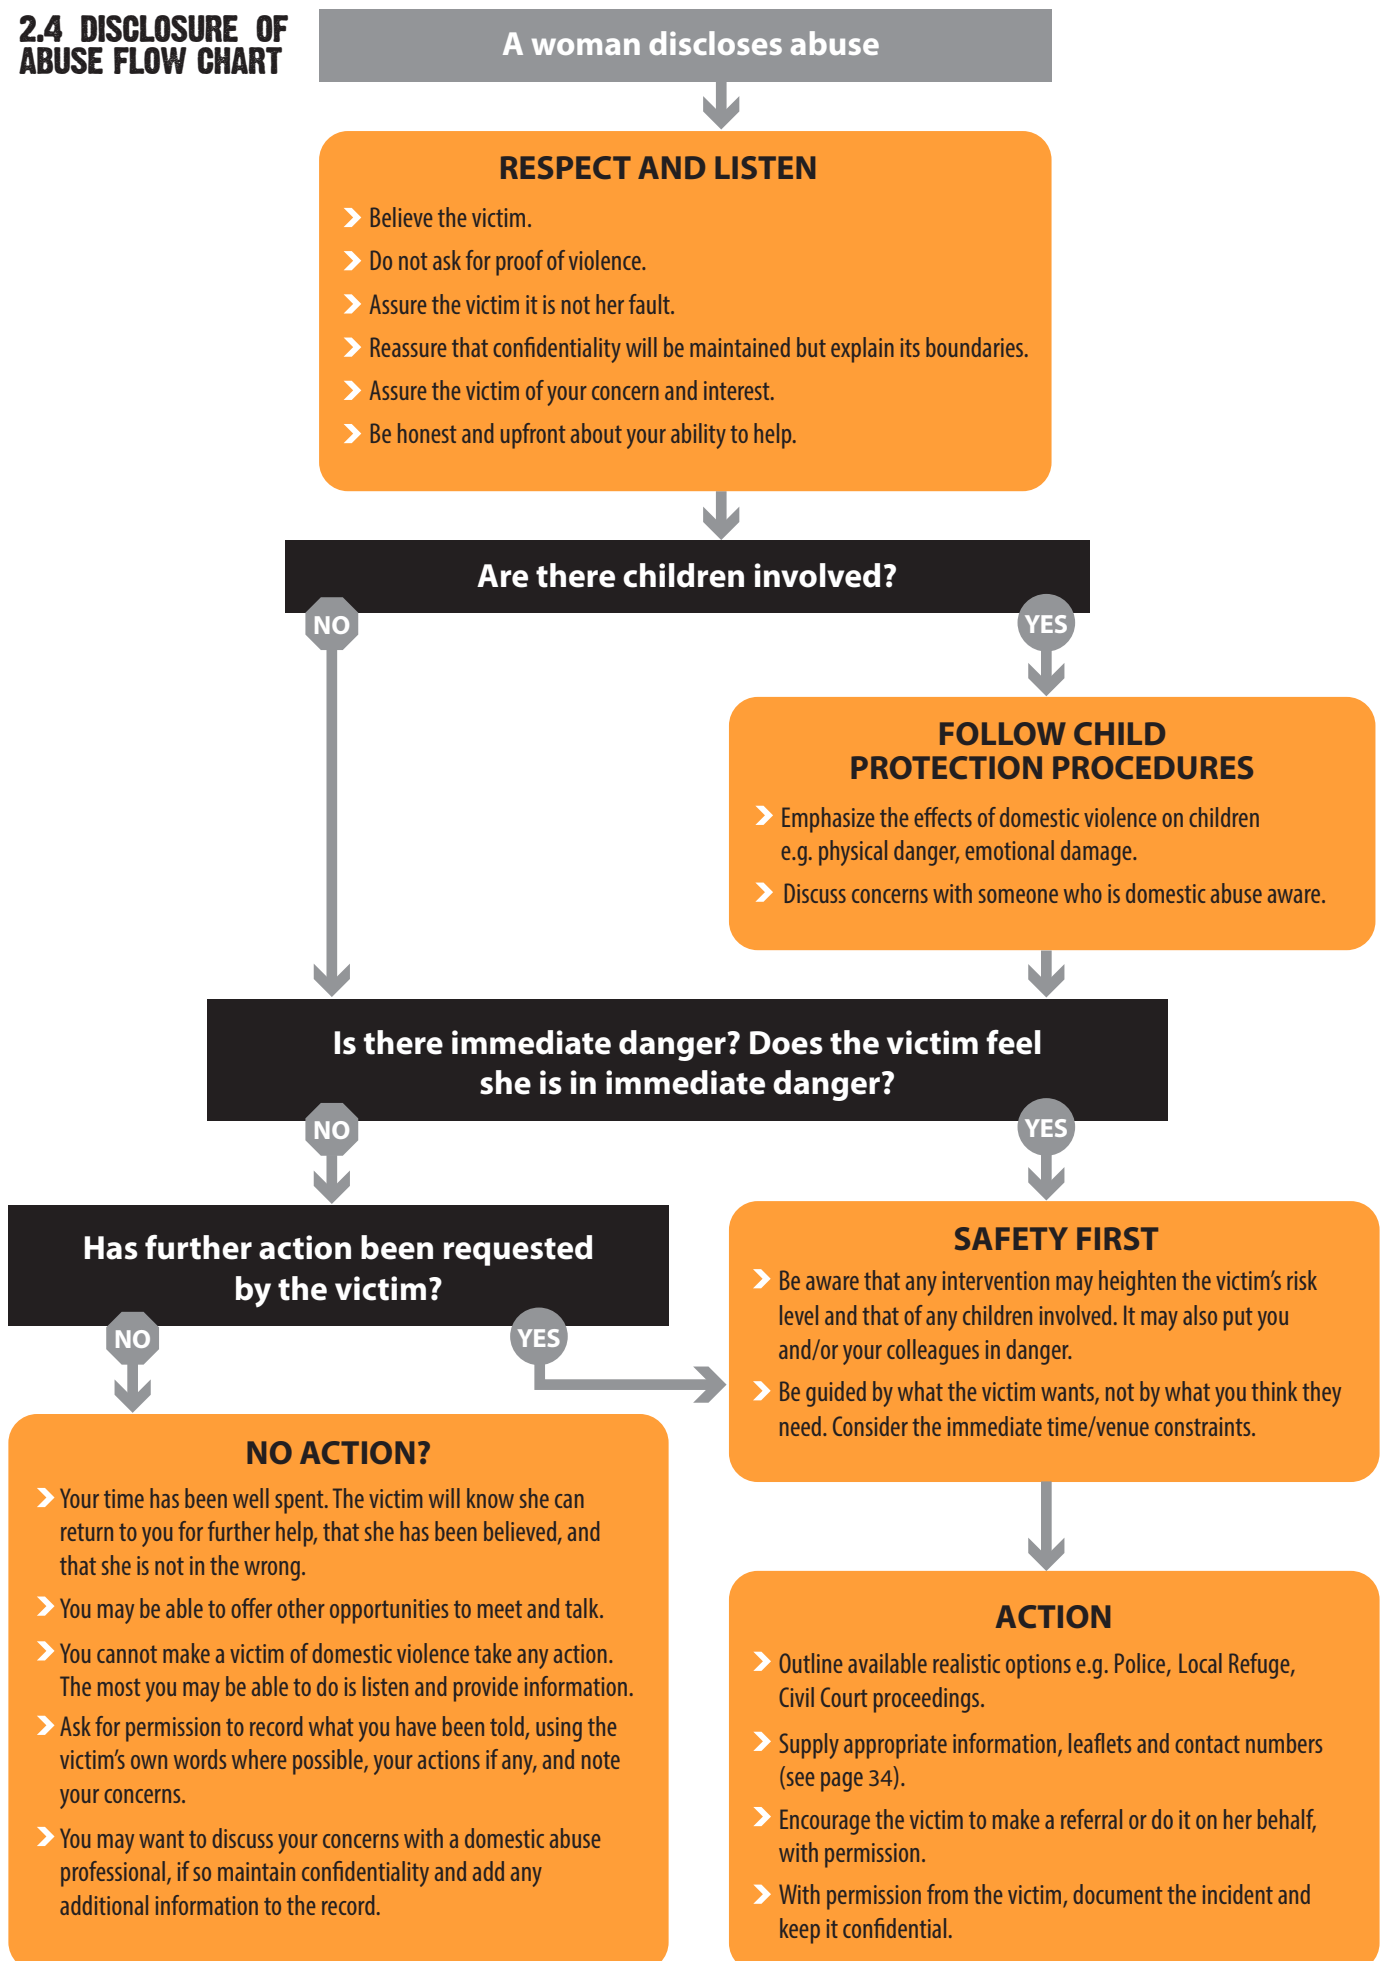 2.4 DISCLOSURE OF
ABUSE FLOW CHART
A woman discloses abuse
RESPECT AND LISTEN
Believe the victim.
Do not ask for proof of violence.
Assure the victim it is not her fault.
Reassure that confidentiality will be maintained but explain its boundaries.
Assure the victim of your concern and interest.
Be honest and upfront about your ability to help.
Are there children involved?
NO
YES
FOLLOW CHILD
PROTECTION PROCEDURES
Emphasize the effects of domestic violence on children
e.g. physical danger, emotional damage.
Discuss concerns with someone who is domestic abuse aware.
Is there immediate danger? Does the victim feel
she is in immediate danger?
NO
YES
Has further action been requested
by the victim?
NO
YES
SAFETY FIRST
Be aware that any intervention may heighten the victim's risk
level and that of any children involved. It may also put you
and/or your colleagues in danger.
Be guided by what the victim wants, not by what you think they
need. Consider the immediate time/venue constraints.
NO ACTION?
Your time has been well spent. The victim will know she can
return to you for further help, that she has been believed, and
that she is not in the wrong.
You may be able to offer other opportunities to meet and talk.
You cannot make a victim of domestic violence take any action.
The most you may be able to do is listen and provide information.
Ask for permission to record what you have been told, using the
victim's own words where possible, your actions if any, and note
your concerns.
You may want to discuss your concerns with a domestic abuse
professional, if so maintain confidentiality and add any
additional information to the record.
ACTION
Outline available realistic options e.g. Police, Local Refuge,
Civil Court proceedings.
Supply appropriate information, leaflets and contact numbers
(see page 34).
Encourage the victim to make a referral or do it on her behalf,
with permission.
With permission from the victim, document the incident and
keep it confidential.